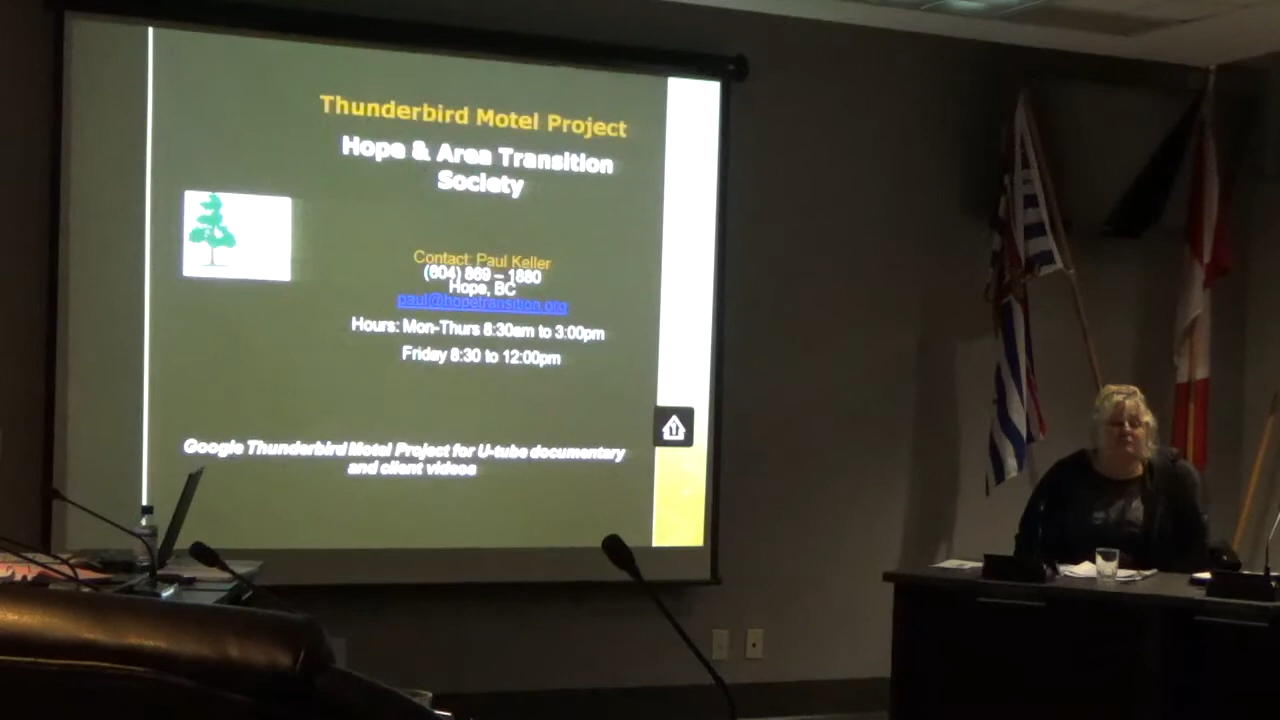 Thunderbird Motel Project
Hope & Area Transition
Society
Contact: Paul Keller
(604) 869 – 1880
Hope, BC
paul@hopetransition.org
Hours: Mon-Thurs 8:30am to 3:00pm
Friday 8:30 to 12:00pm
Google Thunderbird Motel Project for U-tube documentary
and client videos